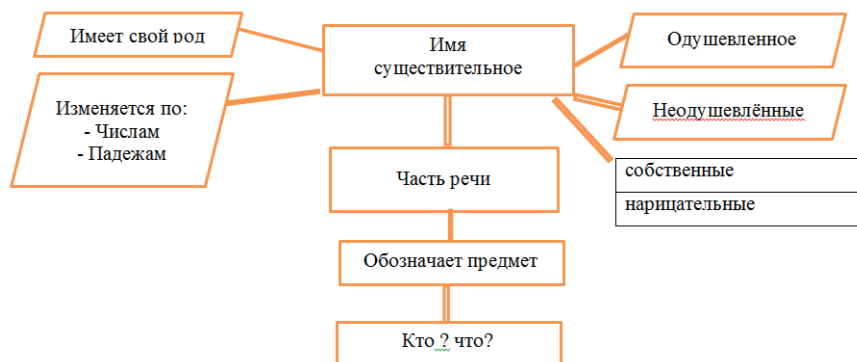 Имеет свой род
Имя
существительное
Одушевленное
Изменяется по:
- Числам
- Падежам
Неодушевлённые
Часть речи
собственные
нарицательные
Обозначает предмет
Кто ? что?